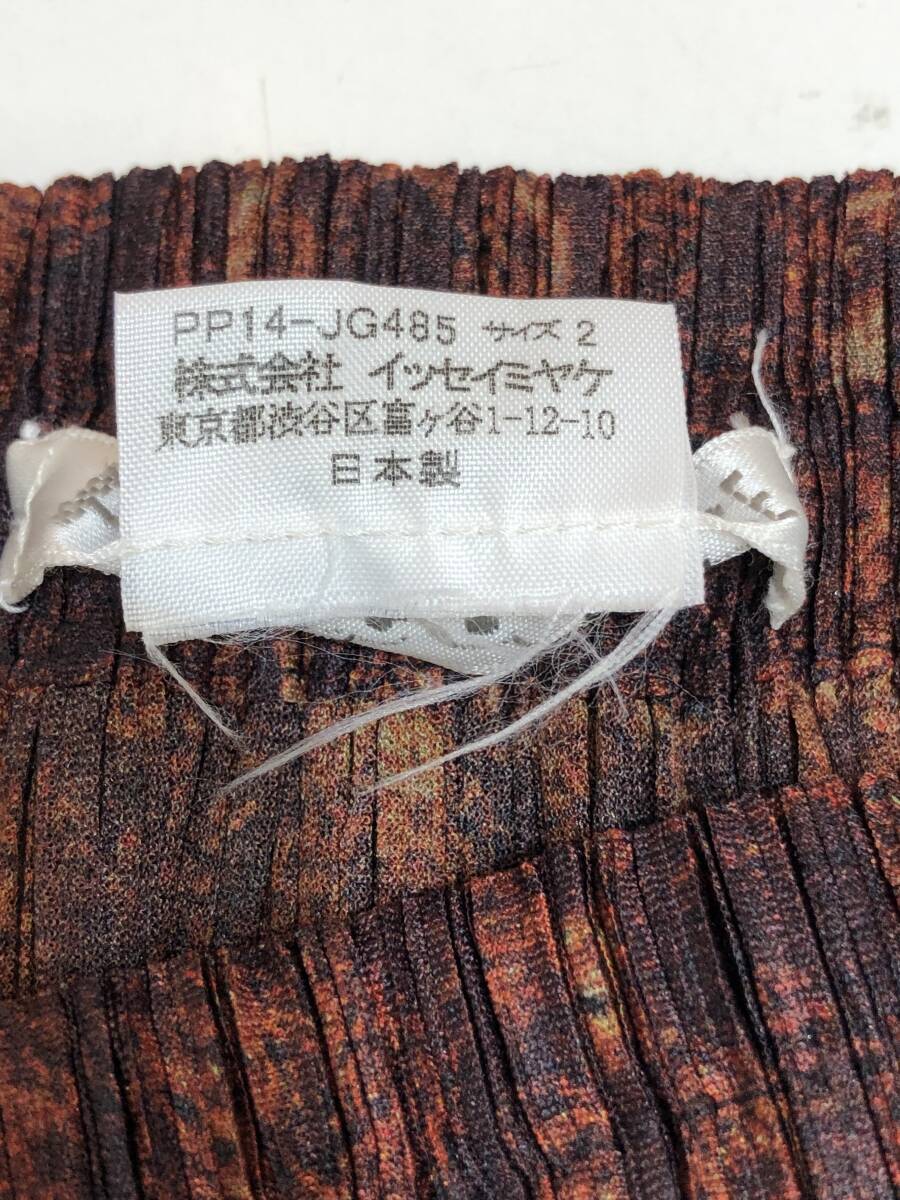 PP14-JG485 サイズ 2
株式会社 イッセイミヤケ
東京都渋谷区富ヶ谷1-12-10
日本製